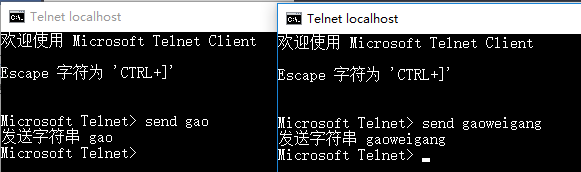 Telnet localhost
欢迎使用 Microsoft Telnet Client
Escape 字符为 'CTRL+]'
Microsoft Telnet> send gao
发送字符串 gao
Microsoft Telnet>
Telnet localhost
欢迎使用 Microsoft Telnet Client
Escape 字符为 'CTRL+]'
Microsoft Telnet> send gaoweigang
发送字符串 gaoweigang
Microsoft Telnet>